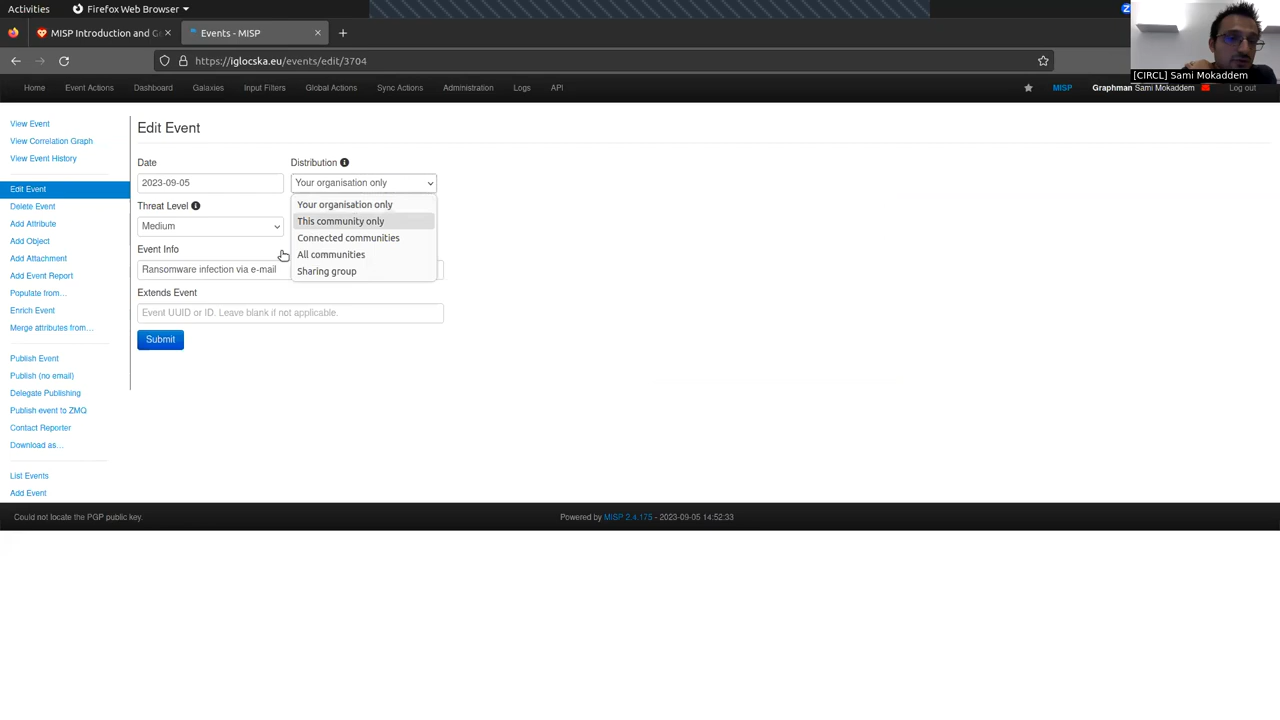 Activities
Firefox Web Browser
MISP Introduction and G
Events - MISP
https://iglocska.eu/events/edit/3704
[CIRCL] Sami Mokaddem
Home Event Actions Dashboard Galaxies Input Filters Global Actions Sync Actions Administration Logs API
MISP Graphman Sami Mokaddem Log out
View Event
View Correlation Graph
View Event History
Edit Event
Delete Event
Add Attribute
Add Object
Add Attachment
Add Event Report
Populate from...
Enrich Event
Merge attributes from...
Publish Event
Publish (no email)
Delegate Publishing
Publish event to ZMQ
Contact Reporter
Download as...
List Events
Add Event
Edit Event
Date
2023-09-05
Distribution
Your organisation only
Your organisation only
This community only
Connected communities
All communities
Sharing group
Threat Level
Medium
Event Info
Ransomware infection via e-mail
Extends Event
Event UUID or ID. Leave blank if not applicable.
Submit
Could not locate the PGP public key.
Powered by MISP 2.4.175 - 2023-09-05 14:52:33